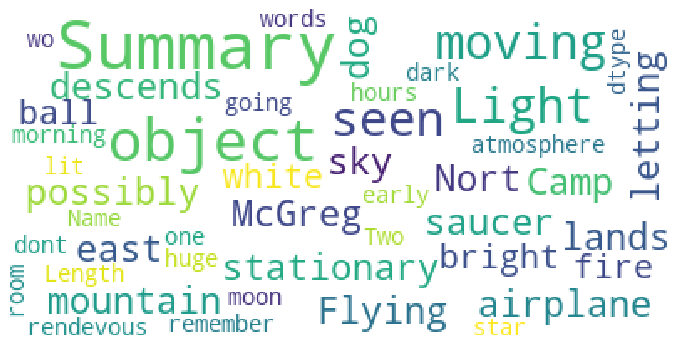 words
wo
Summary
dog
moving
dtype
descends
dark
hours
Light
letting
ball
going
object
seen
atmosphere
morning
sky
lit
white
Nort
Camp
possibly
early
McGreg
Name
saucer
lands
dont
east
one
Two
bright
fire
huge
Length
stationary
room
mountain
moon
Flying
airplane
rendevous
remember
star